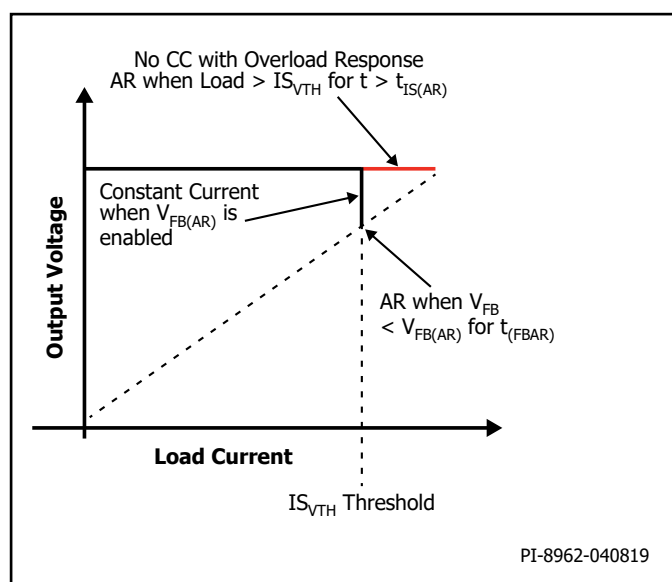 No CC with Overload Response
AR when Load > IS_VTH for t > t_IS(AR)
Output Voltage
Constant Current
when V_FB(AR) is
enabled
AR when V_FB
< V_FB(AR) for t_(FBAR)
Load Current
IS_VTH Threshold
PI-8962-040819